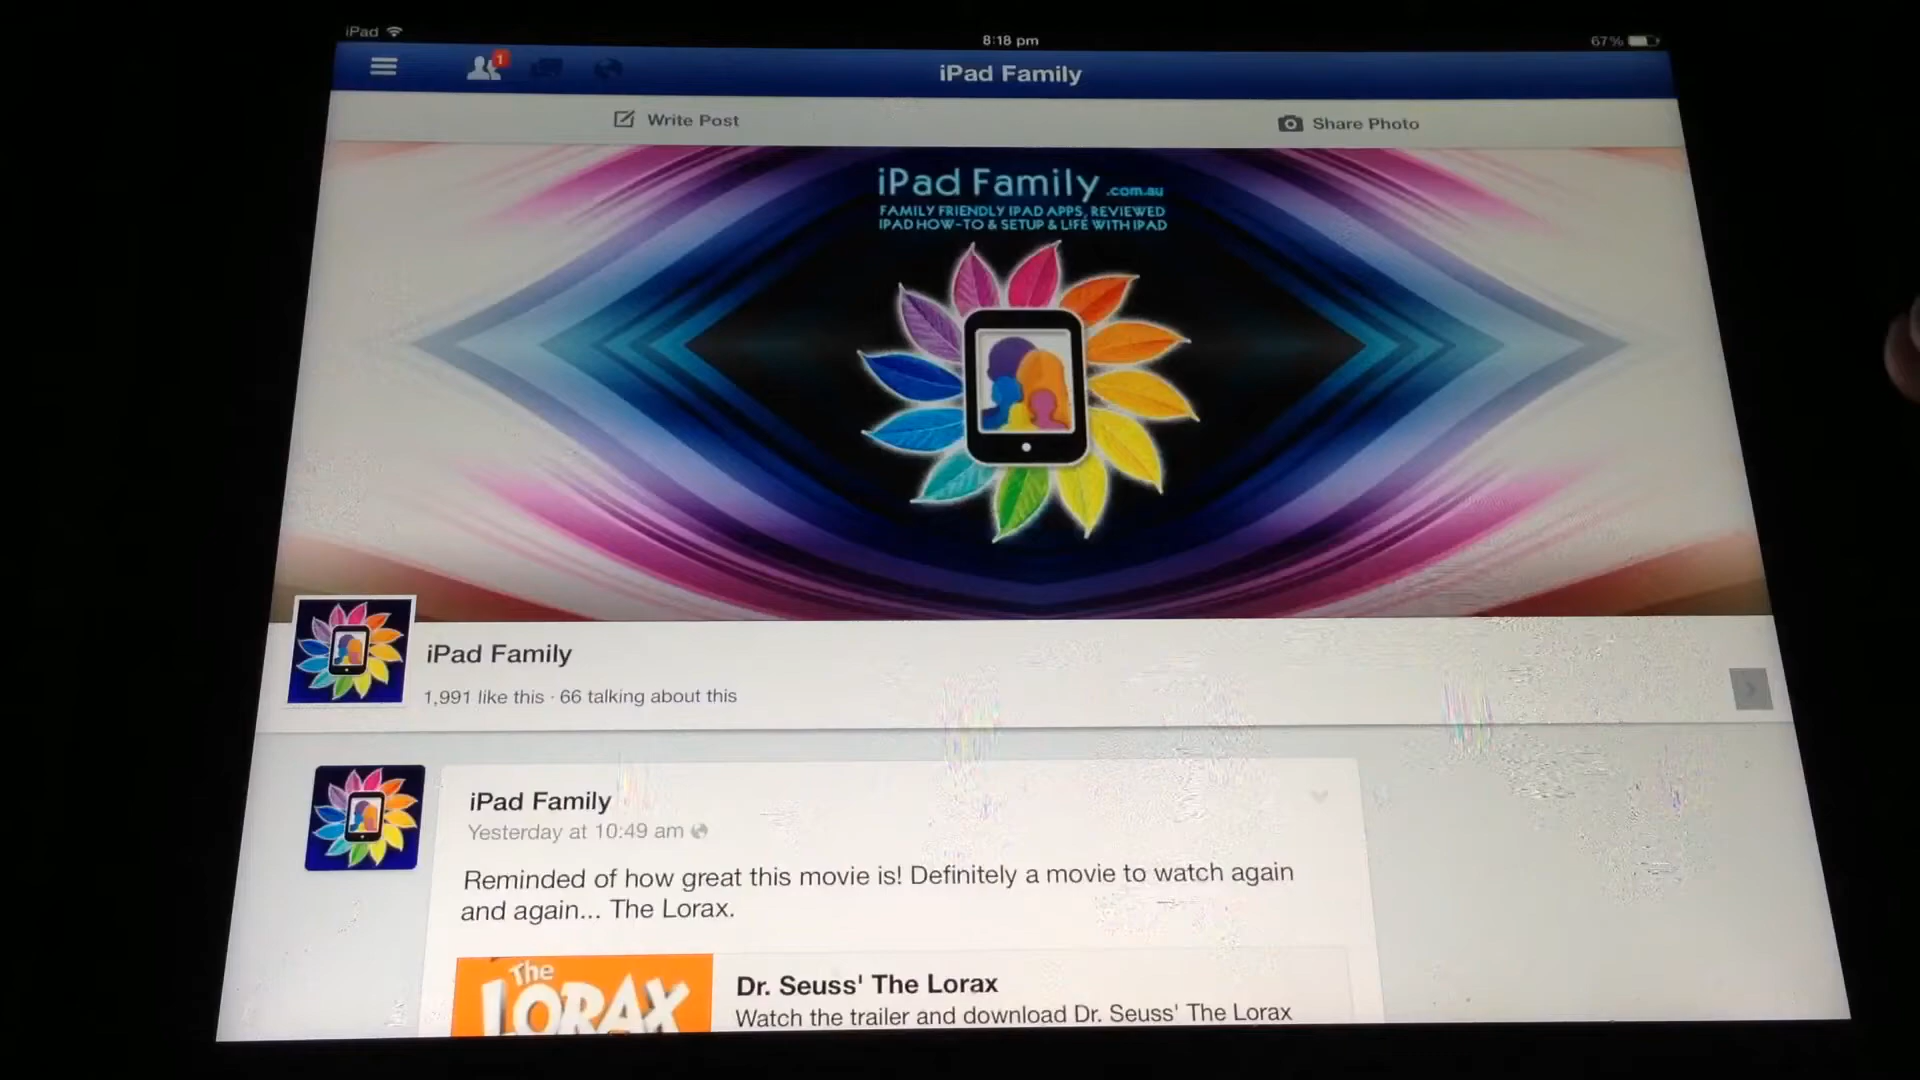 iPad
8:18 pm
67%
1
iPad Family
Write Post
Share Photo
iPad Family .com.au
FAMILY FRIENDLY IPAD APPS, REVIEWED
IPAD HOW-TO & SETUP & LIFE WITH IPAD
iPad Family
1,991 like this · 66 talking about this
iPad Family
Yesterday at 10:49 am
Reminded of how great this movie is! Definitely a movie to watch again
and again... The Lorax.
The
LORAX
Dr. Seuss' The Lorax
Watch the trailer and download Dr. Seuss' The Lorax